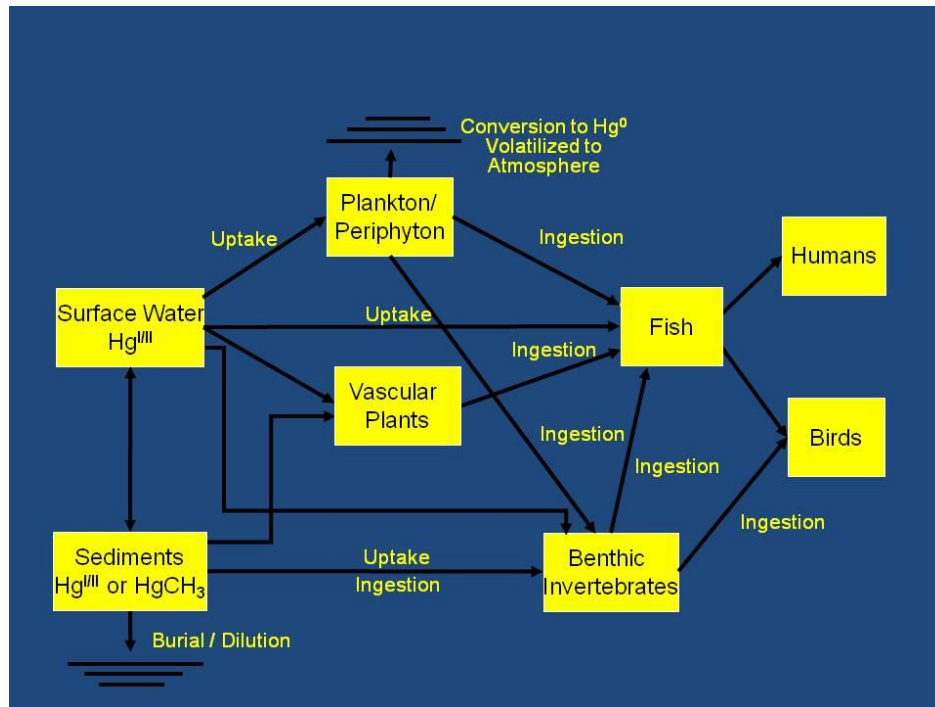 Conversion to Hg⁰
Volatilized to
Atmosphere
Plankton/
Periphyton
Uptake
Ingestion
Humans
Surface Water
Hgᴵ/ᴵᴵ
Uptake
Fish
Ingestion
Vascular
Plants
Birds
Ingestion
Ingestion
Ingestion
Sediments
Hgᴵ/ᴵᴵ or HgCH₃
Uptake
Ingestion
Benthic
Invertebrates
Burial / Dilution